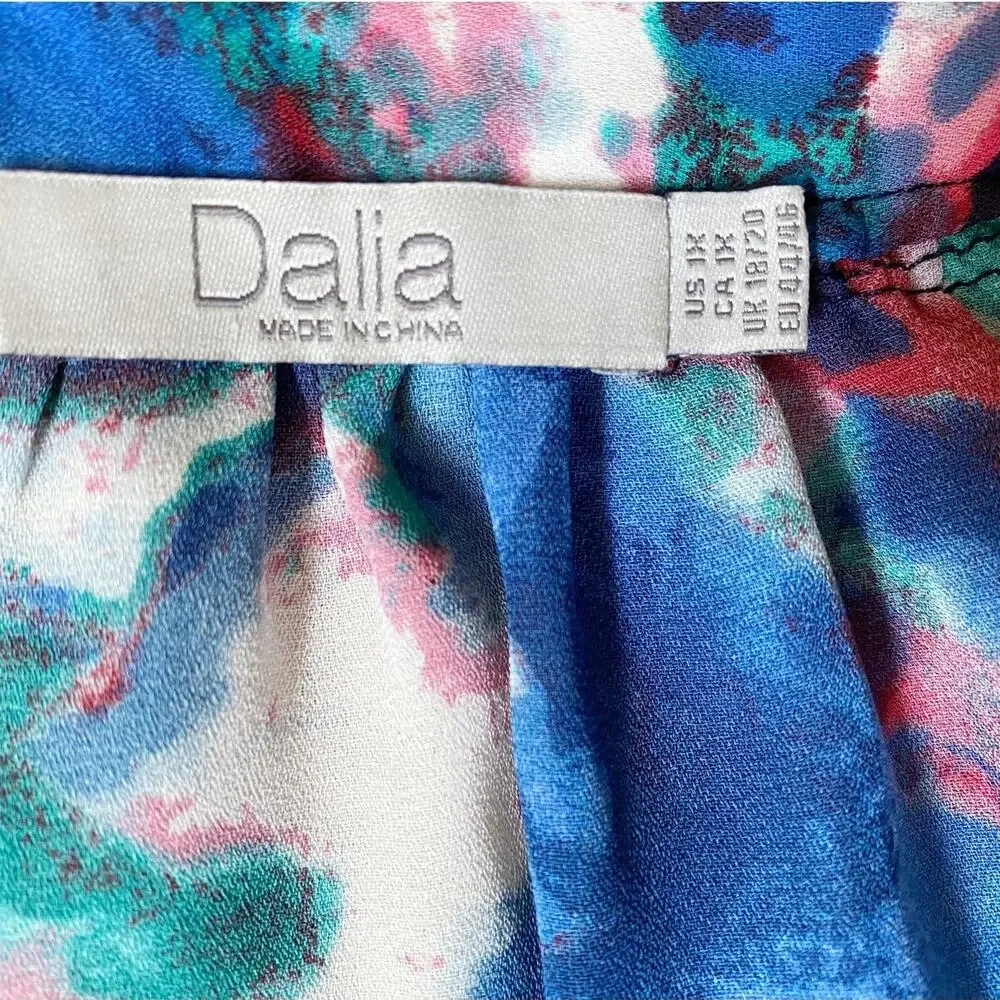 Dalia
MADE IN CHINA
US 1X
CA 1X
UK 18/20
EU 44/46